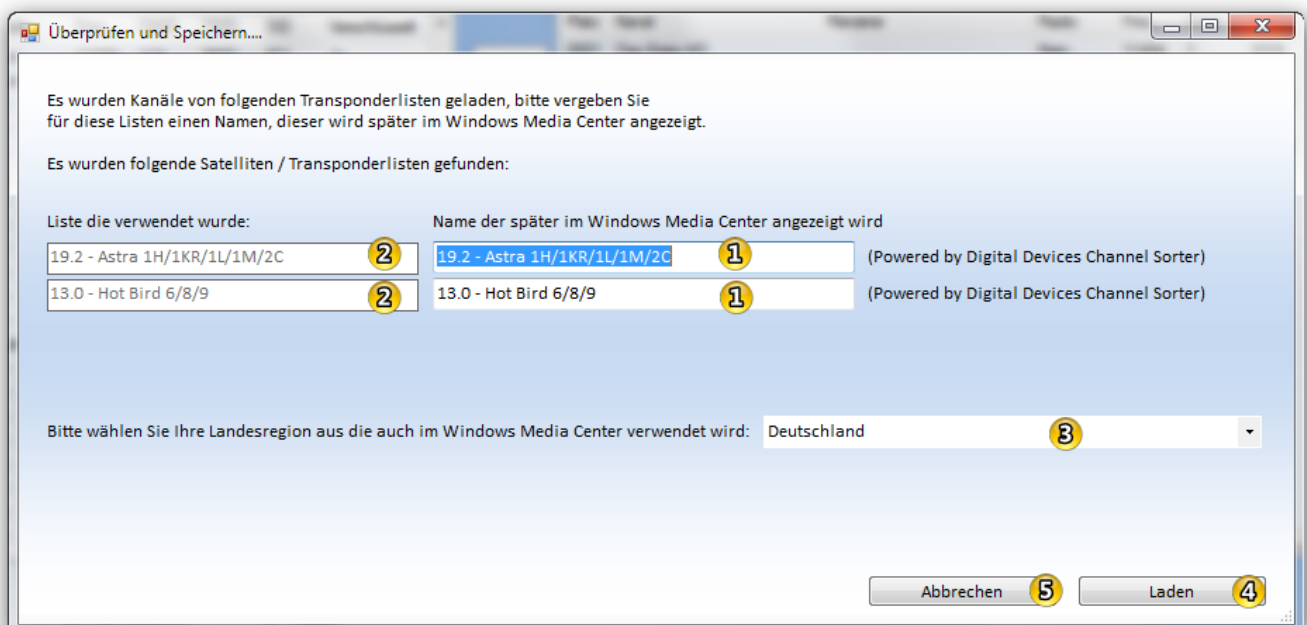 Überprüfen und Speichern....
Es wurden Kanäle von folgenden Transponderlisten geladen, bitte vergeben Sie
für diese Listen einen Namen, dieser wird später im Windows Media Center angezeigt.
Es wurden folgende Satelliten / Transponderlisten gefunden:
Liste die verwendet wurde: Name der später im Windows Media Center angezeigt wird
19.2 - Astra 1H/1KR/1L/1M/2C 2 19.2 - Astra 1H/1KR/1L/1M/2C 1 (Powered by Digital Devices Channel Sorter)
13.0 - Hot Bird 6/8/9 2 13.0 - Hot Bird 6/8/9 1 (Powered by Digital Devices Channel Sorter)
Bitte wählen Sie Ihre Landesregion aus die auch im Windows Media Center verwendet wird: Deutschland 3
Abbrechen 5 Laden 4